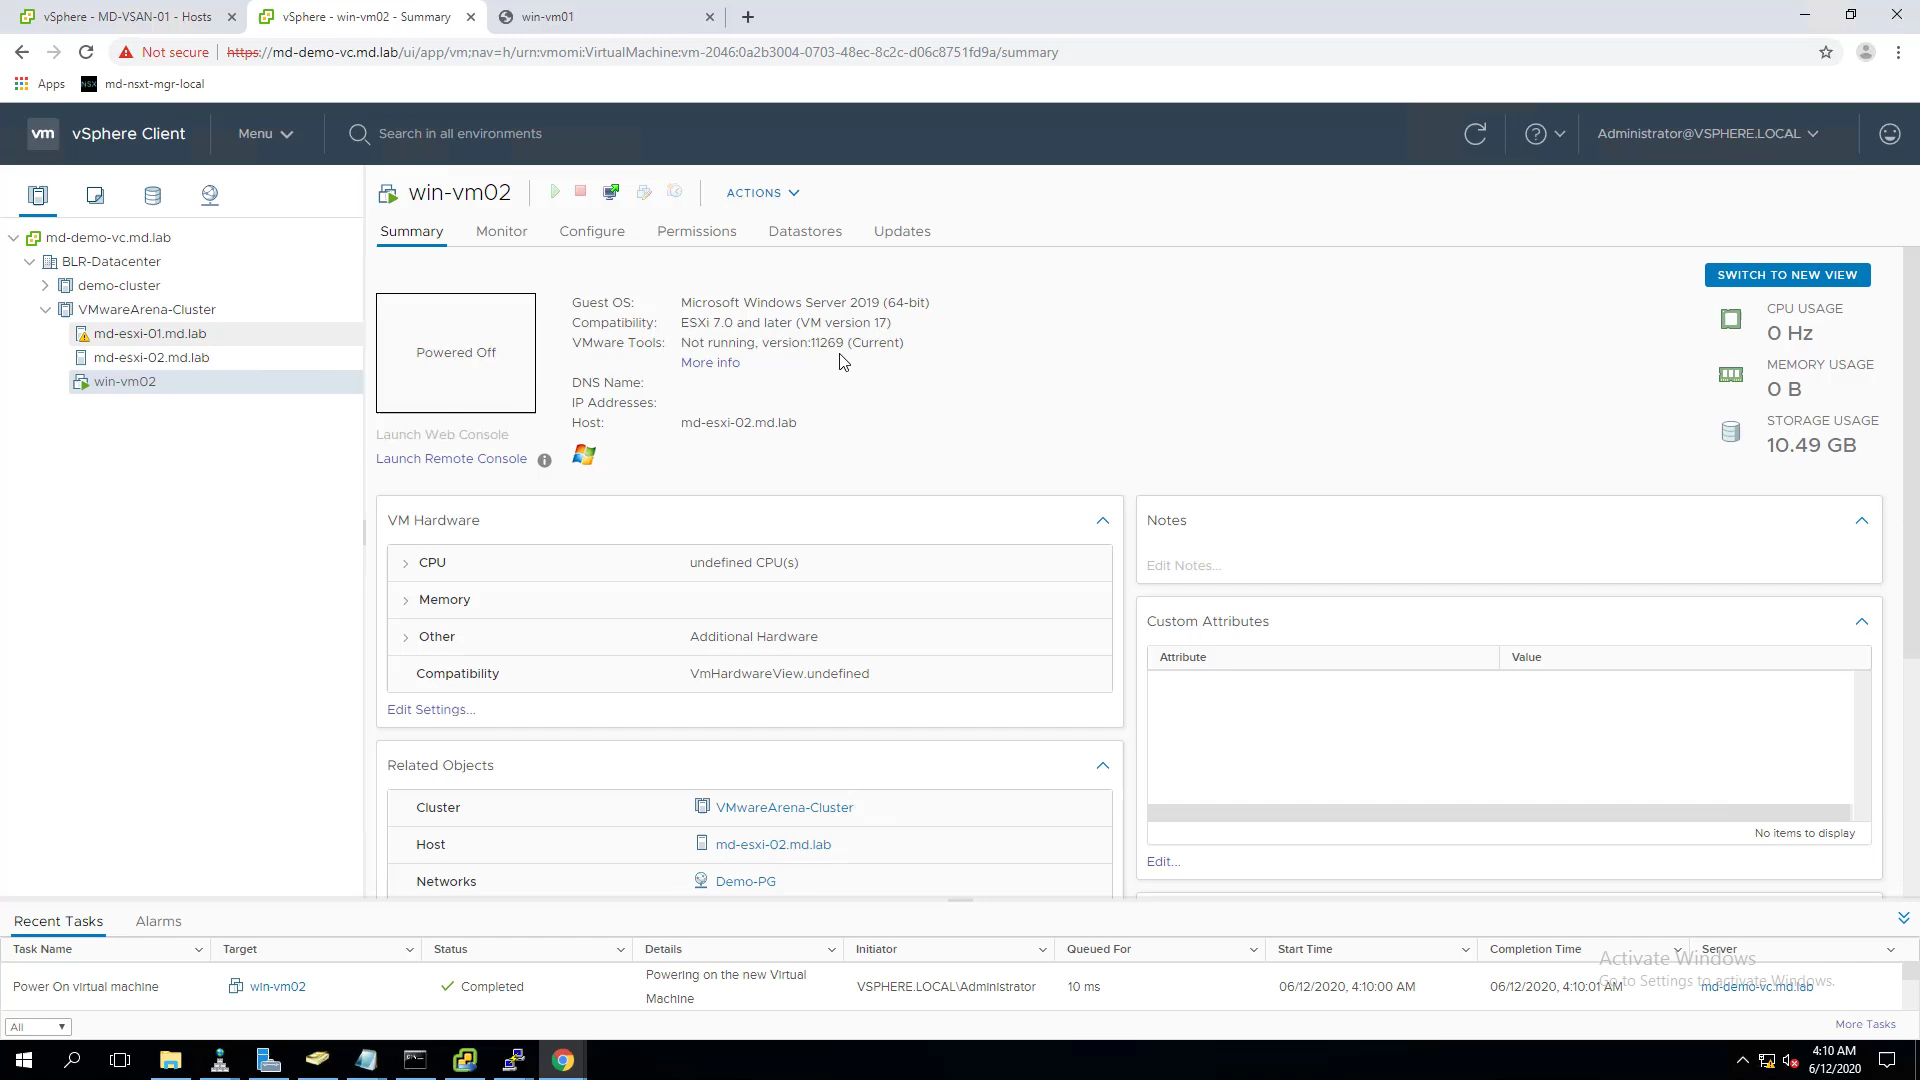 vSphere - MD-VSAN-01 - Hosts
vSphere - win-vm02 - Summary
win-vm01
Not secure
https://md-demo-vc.md.lab/ui/app/vm;nav=h/urn:vmomi:VirtualMachine:vm-2046:0a2b3004-0703-48ec-8c2c-d06c8751fd9a/summary
Apps
NSX
md-nsxt-mgr-local
vm
vSphere Client
Menu
Search in all environments
Administrator@VSPHERE.LOCAL
md-demo-vc.md.lab
BLR-Datacenter
demo-cluster
VMwareArena-Cluster
md-esxi-01.md.lab
md-esxi-02.md.lab
win-vm02
win-vm02
ACTIONS
Summary
Monitor
Configure
Permissions
Datastores
Updates
SWITCH TO NEW VIEW
Powered Off
Launch Web Console
Launch Remote Console
Guest OS: Microsoft Windows Server 2019 (64-bit)
Compatibility: ESXi 7.0 and later (VM version 17)
VMware Tools: Not running, version:11269 (Current)
More info
DNS Name:
IP Addresses:
Host: md-esxi-02.md.lab
CPU USAGE
0 Hz
MEMORY USAGE
0 B
STORAGE USAGE
10.49 GB
VM Hardware
CPU undefined CPU(s)
Memory
Other Additional Hardware
Compatibility VmHardwareView.undefined
Edit Settings...
Related Objects
Cluster VMwareArena-Cluster
Host md-esxi-02.md.lab
Networks Demo-PG
Notes
Edit Notes...
Custom Attributes
Attribute Value
No items to display
Edit...
Recent Tasks
Alarms
Task Name Target Status Details Initiator Queued For Start Time Completion Time Server
Power On virtual machine win-vm02 Completed Powering on the new Virtual
Machine
VSPHERE.LOCAL\Administrator 10 ms 06/12/2020, 4:10:00 AM 06/12/2020, 4:10:01 AM md-demo-vc.md.lab
Activate Windows
Go to Settings to activate Windows.
All
More Tasks
4:10 AM
6/12/2020